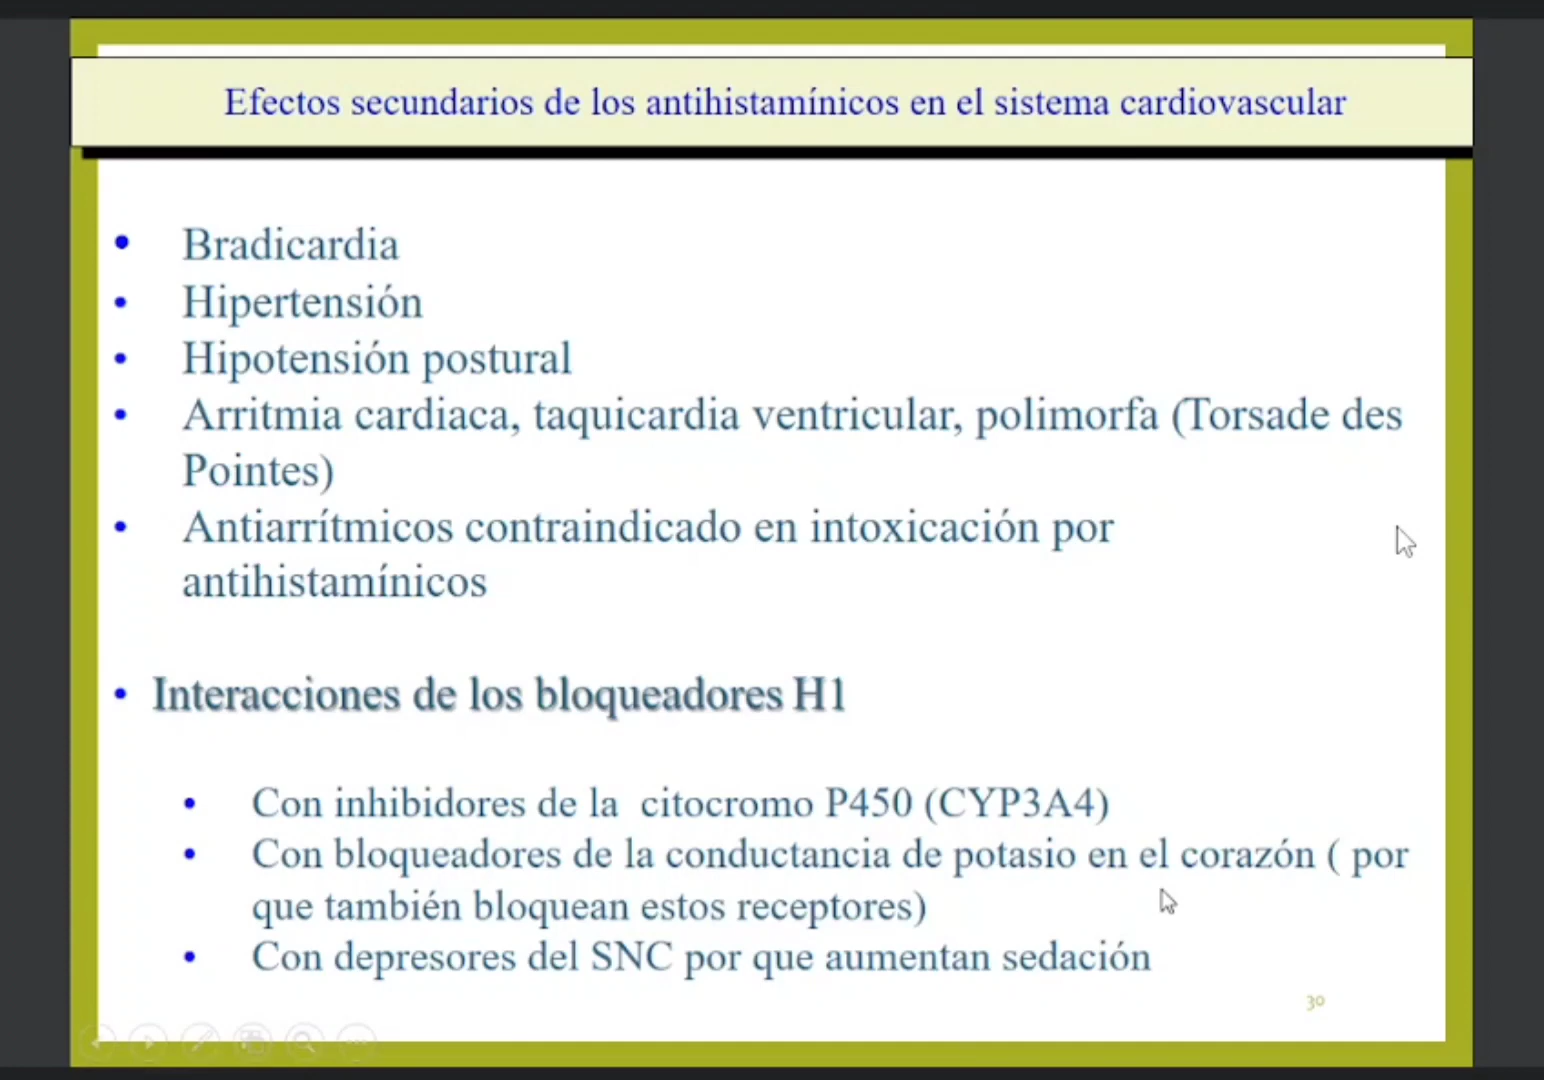 Efectos secundarios de los antihistamínicos en el sistema cardiovascular
• Bradicardia
• Hipertensión
• Hipotensión postural
• Arritmia cardiaca, taquicardia ventricular, polimorfa (Torsade des
Pointes)
• Antiarrítmicos contraindicado en intoxicación por
antihistamínicos
• Interacciones de los bloqueadores H1
• Con inhibidores de la citocromo P450 (CYP3A4)
• Con bloqueadores de la conductancia de potasio en el corazón ( por
que también bloquean estos receptores)
• Con depresores del SNC por que aumentan sedación
30